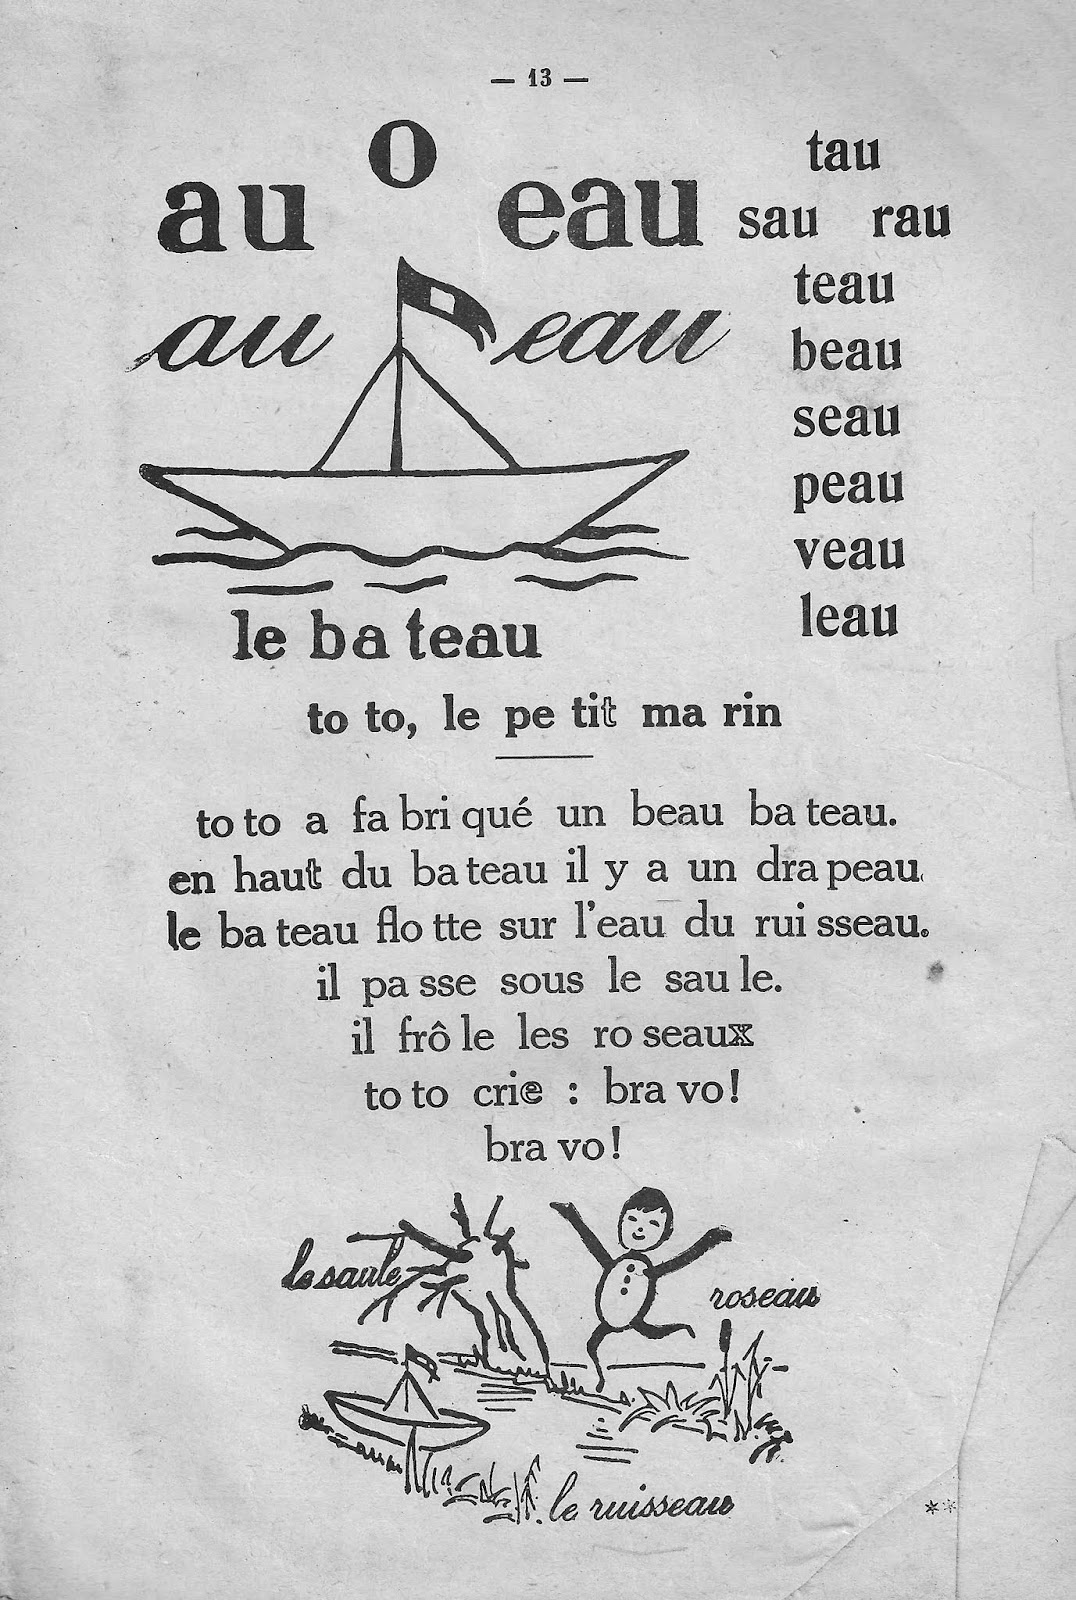 — 13 —
o
au eau
au eau
tau
sau rau
teau
beau
seau
peau
veau
leau
le ba teau
to to, le pe tit ma rin
to to a fa bri qué un beau ba teau.
en haut du ba teau il y a un dra peau.
le ba teau flo tte sur l'eau du rui sseau.
il pa sse sous le sau le.
il frô le les ro seaux
to to crie : bra vo!
bra vo!
le saule
roseau
le ruisseau
**